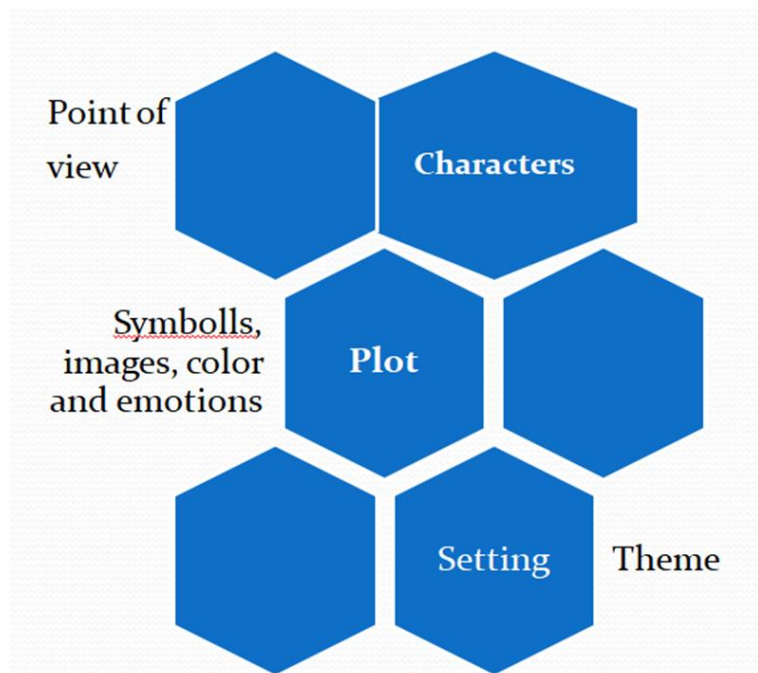 Point of
view
Characters
Symbolls,
images, color
and emotions
Plot
Setting
Theme